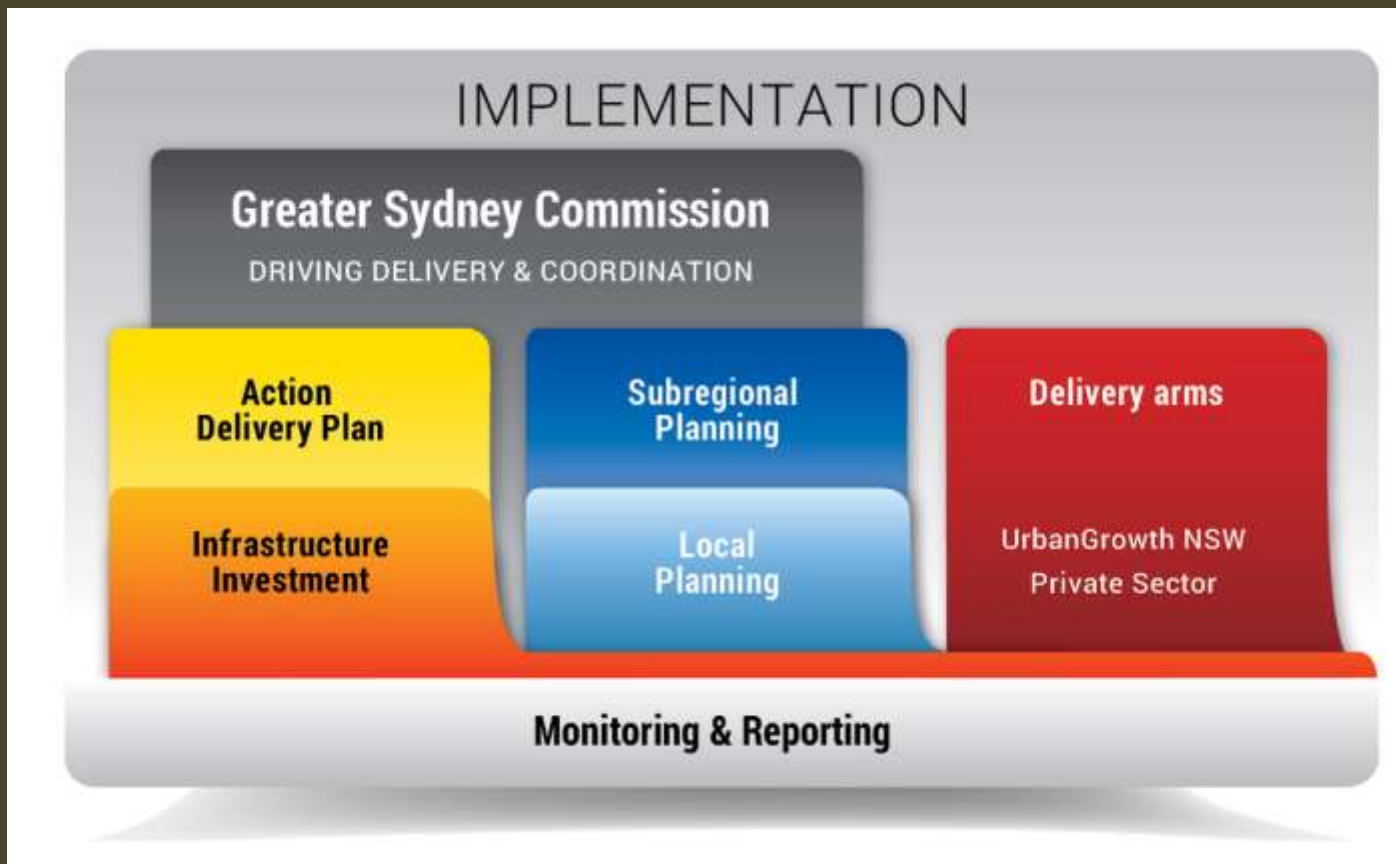 IMPLEMENTATION
Greater Sydney Commission
DRIVING DELIVERY & COORDINATION
Action
Delivery Plan
Subregional
Planning
Delivery arms
Infrastructure
Investment
Local
Planning
UrbanGrowth NSW
Private Sector
Monitoring & Reporting